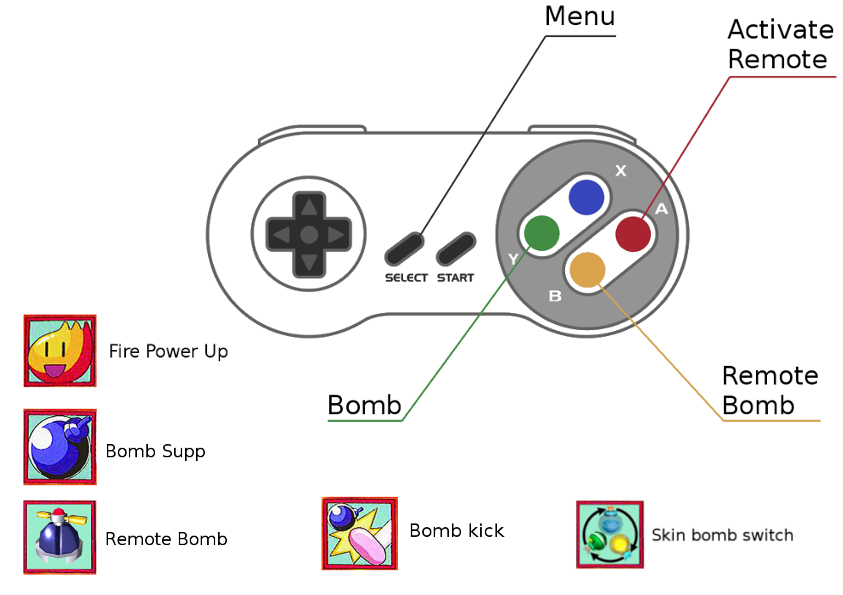 Menu
Activate
Remote
X
A
Y
B
SELECT START
Fire Power Up
Bomb
Remote
Bomb
Bomb Supp
Remote Bomb
Bomb kick
Skin bomb switch